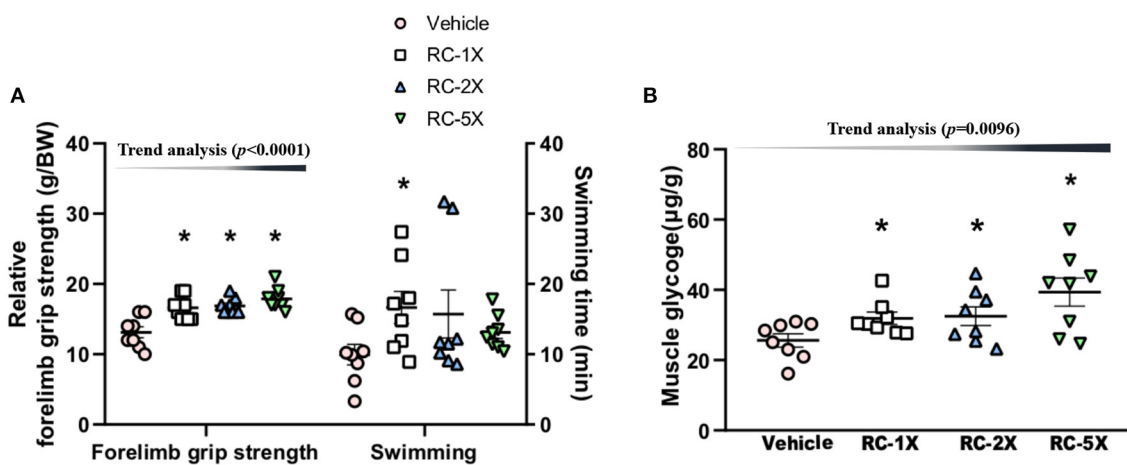 Vehicle
RC-1X
RC-2X
RC-5X
A
B
Relative
forelimb grip strength (g/BW)
Trend analysis (p<0.0001)
40
30
20
10
0
*
*
*
*
40
30
20
10
0
Swimming time (min)
Forelimb grip strength
Swimming
Muscle glycoge(μg/g)
Trend analysis (p=0.0096)
80
60
40
20
0
*
*
*
Vehicle
RC-1X
RC-2X
RC-5X